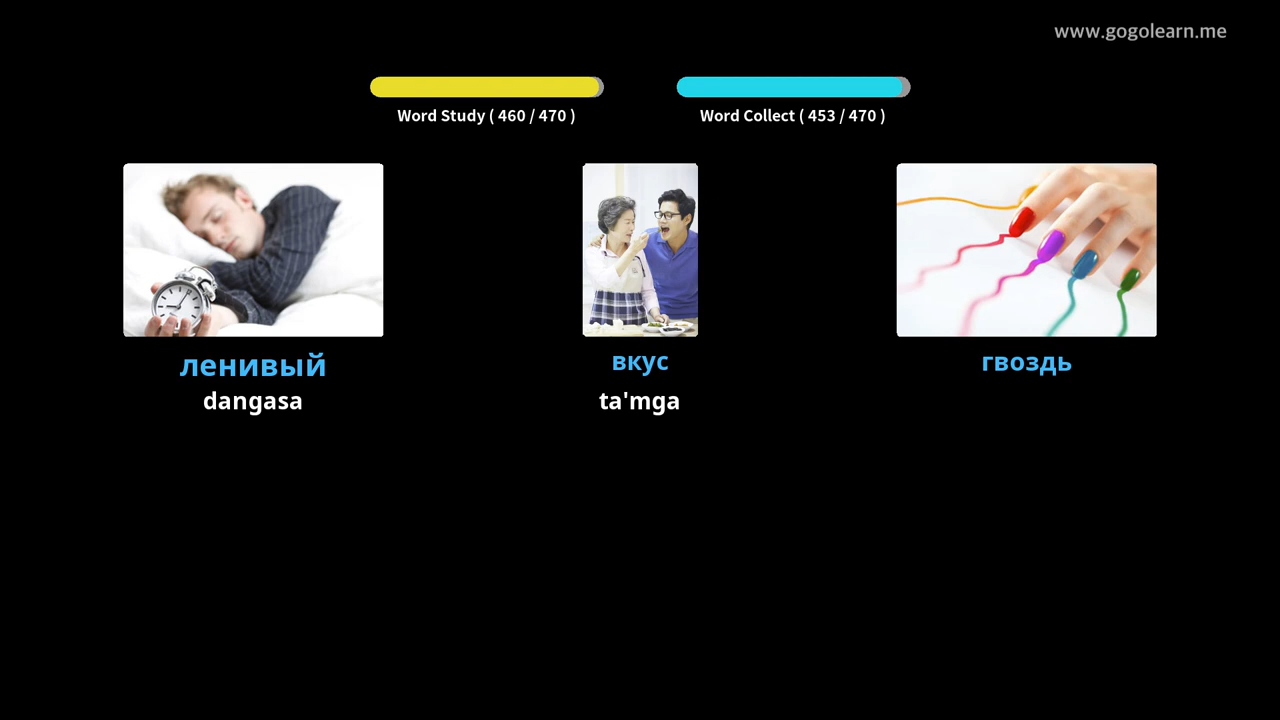 www.gogolearn.me
Word Study ( 460 / 470 )
Word Collect ( 453 / 470 )
ленивый
dangasa
вкус
ta'mga
гвоздь